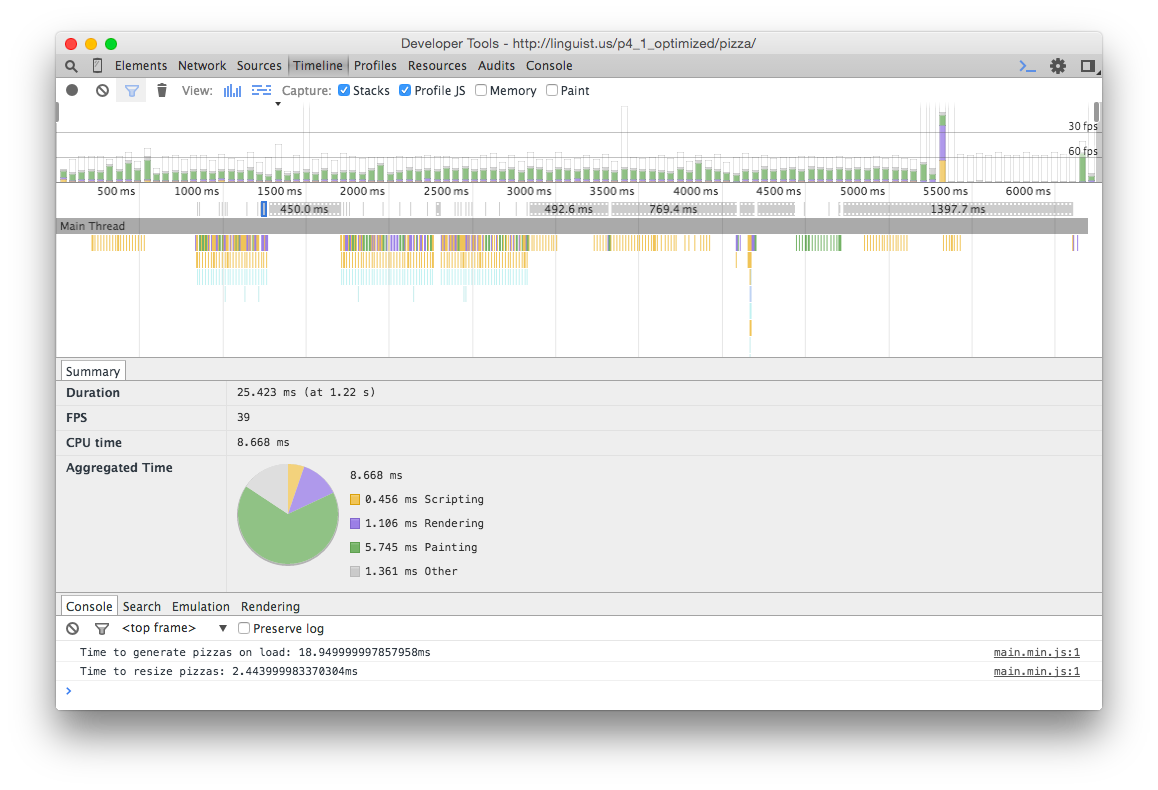 Developer Tools - http://linguist.us/p4_1_optimized/pizza/
Elements Network Sources Timeline Profiles Resources Audits Console
View: Capture: Stacks Profile JS Memory Paint
30 fps
60 fps
500 ms 1000 ms 1500 ms 2000 ms 2500 ms 3000 ms 3500 ms 4000 ms 4500 ms 5000 ms 5500 ms 6000 ms
450.0 ms 492.6 ms 769.4 ms 1397.7 ms
Main Thread
Summary
Duration 25.423 ms (at 1.22 s)
FPS 39
CPU time 8.668 ms
Aggregated Time 8.668 ms
0.456 ms Scripting
1.106 ms Rendering
5.745 ms Painting
1.361 ms Other
Console Search Emulation Rendering
<top frame> ▼ Preserve log
Time to generate pizzas on load: 18.949999997857958ms main.min.js:1
Time to resize pizzas: 2.443999983370304ms main.min.js:1